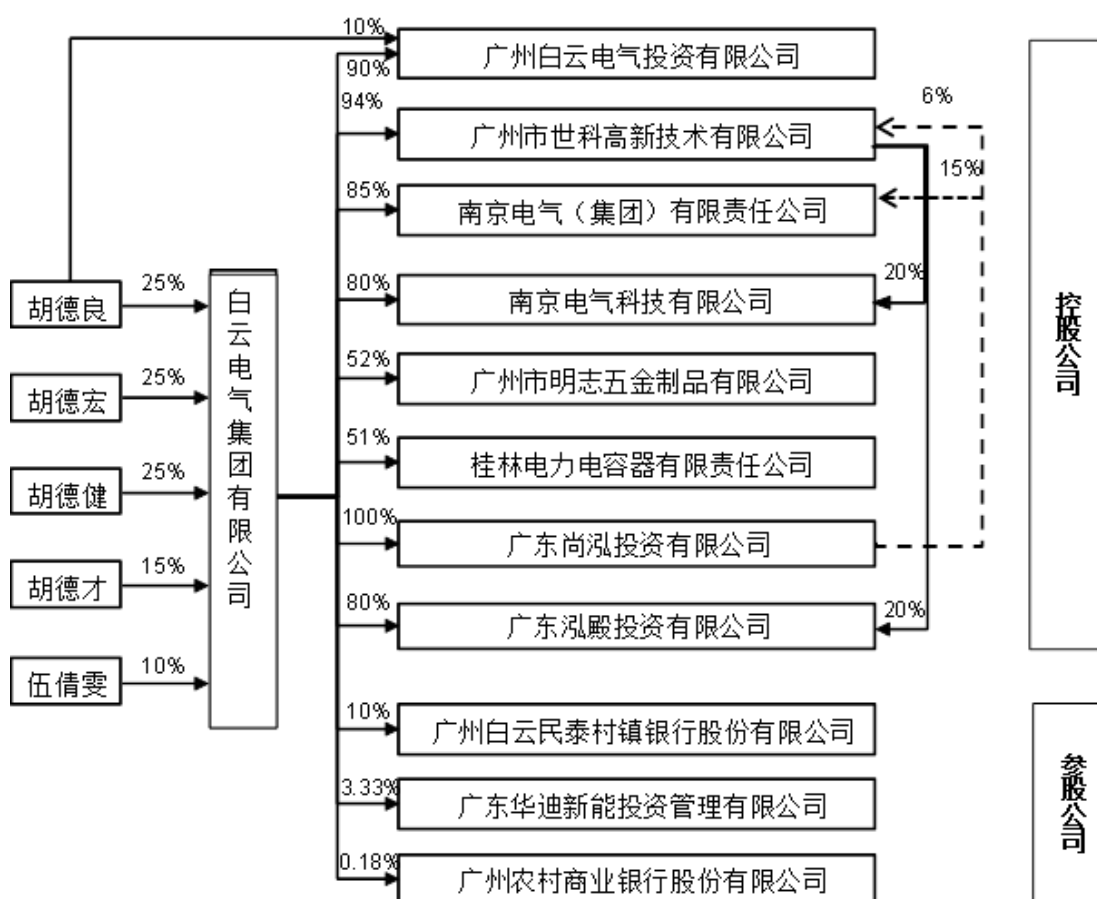 10%
广州白云电气投资有限公司
90%
94%
广州市世科高新技术有限公司
6%
85%
南京电气（集团）有限责任公司
15%
胡德良
25%
80%
南京电气科技有限公司
20%
胡德宏
25%
52%
广州市明志五金制品有限公司
胡德健
25%
51%
桂林电力电容器有限责任公司
100%
广东尚泓投资有限公司
胡德才
15%
80%
广东泓殿投资有限公司
20%
伍倩雯
10%
白云电气集团有限公司
10%
广州白云民泰村镇银行股份有限公司
3.33%
广东华迪新能投资管理有限公司
0.18%
广州农村商业银行股份有限公司
控股公司
参股公司